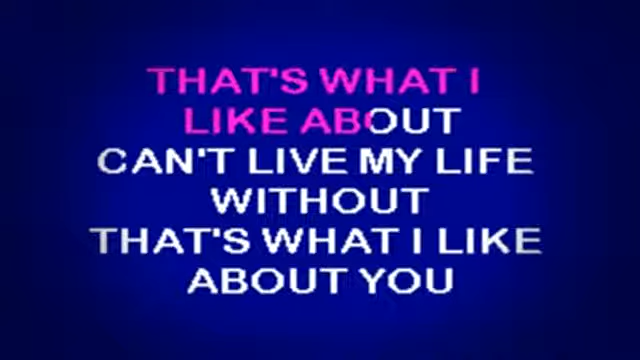 THAT'S WHAT I
LIKE ABOUT
CAN'T LIVE MY LIFE
WITHOUT
THAT'S WHAT I LIKE
ABOUT YOU